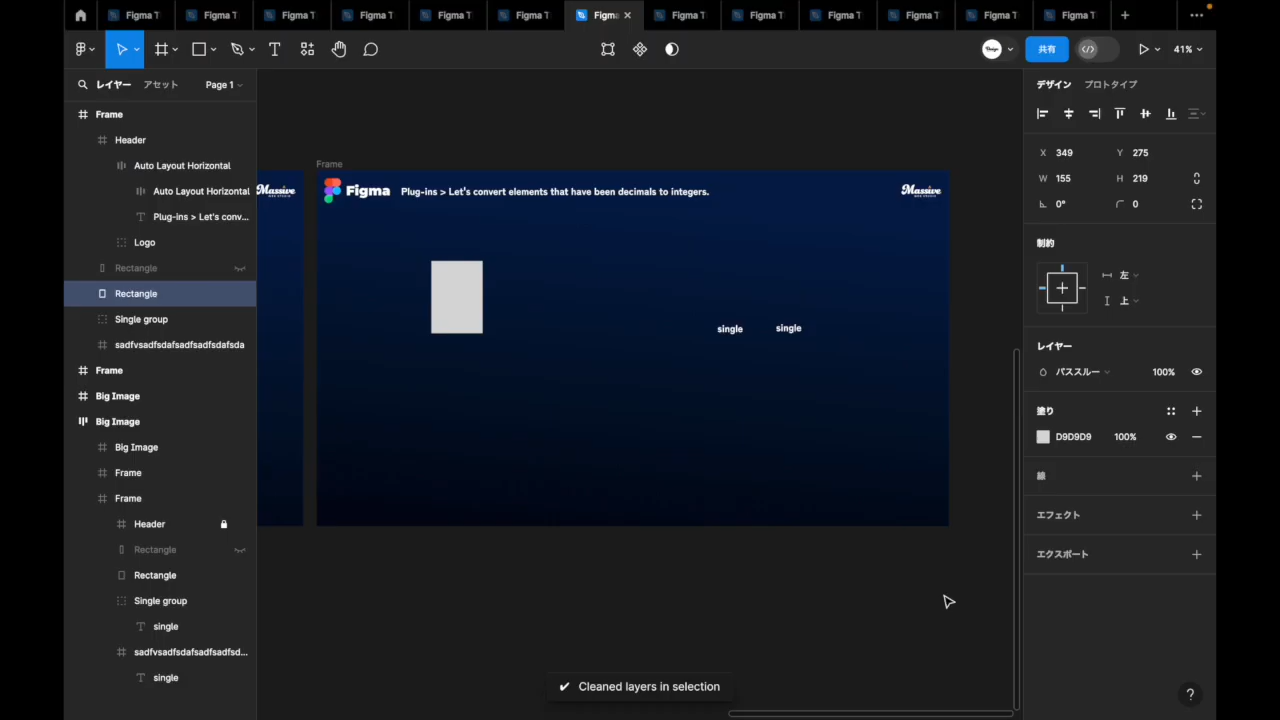 Figma T
Figma T
Figma T
Figma T
Figma T
Figma T
Figma
Figma T
Figma T
Figma T
Figma T
Figma T
Figma T
共有
41%
レイヤー
アセット
Page 1
デザイン
プロトタイプ
Frame
Header
Auto Layout Horizontal
Auto Layout Horizontal
Plug-ins > Let's conv...
Logo
Rectangle
Rectangle
Single group
sadfvsadfsdafsadfsadfsdafsda
Frame
Big Image
Big Image
Big Image
Frame
Frame
Header
Rectangle
Rectangle
Single group
single
sadfvsadfsdafsadfsadfsd...
single
Massive
Frame
Figma
Plug-ins > Let's convert elements that have been decimals to integers.
Massive
single
single
✔ Cleaned layers in selection
X 349
Y 275
W 155
H 219
0°
0
制約
左
上
レイヤー
パススルー
100%
塗り
D9D9D9
100%
線
エフェクト
エクスポート
?